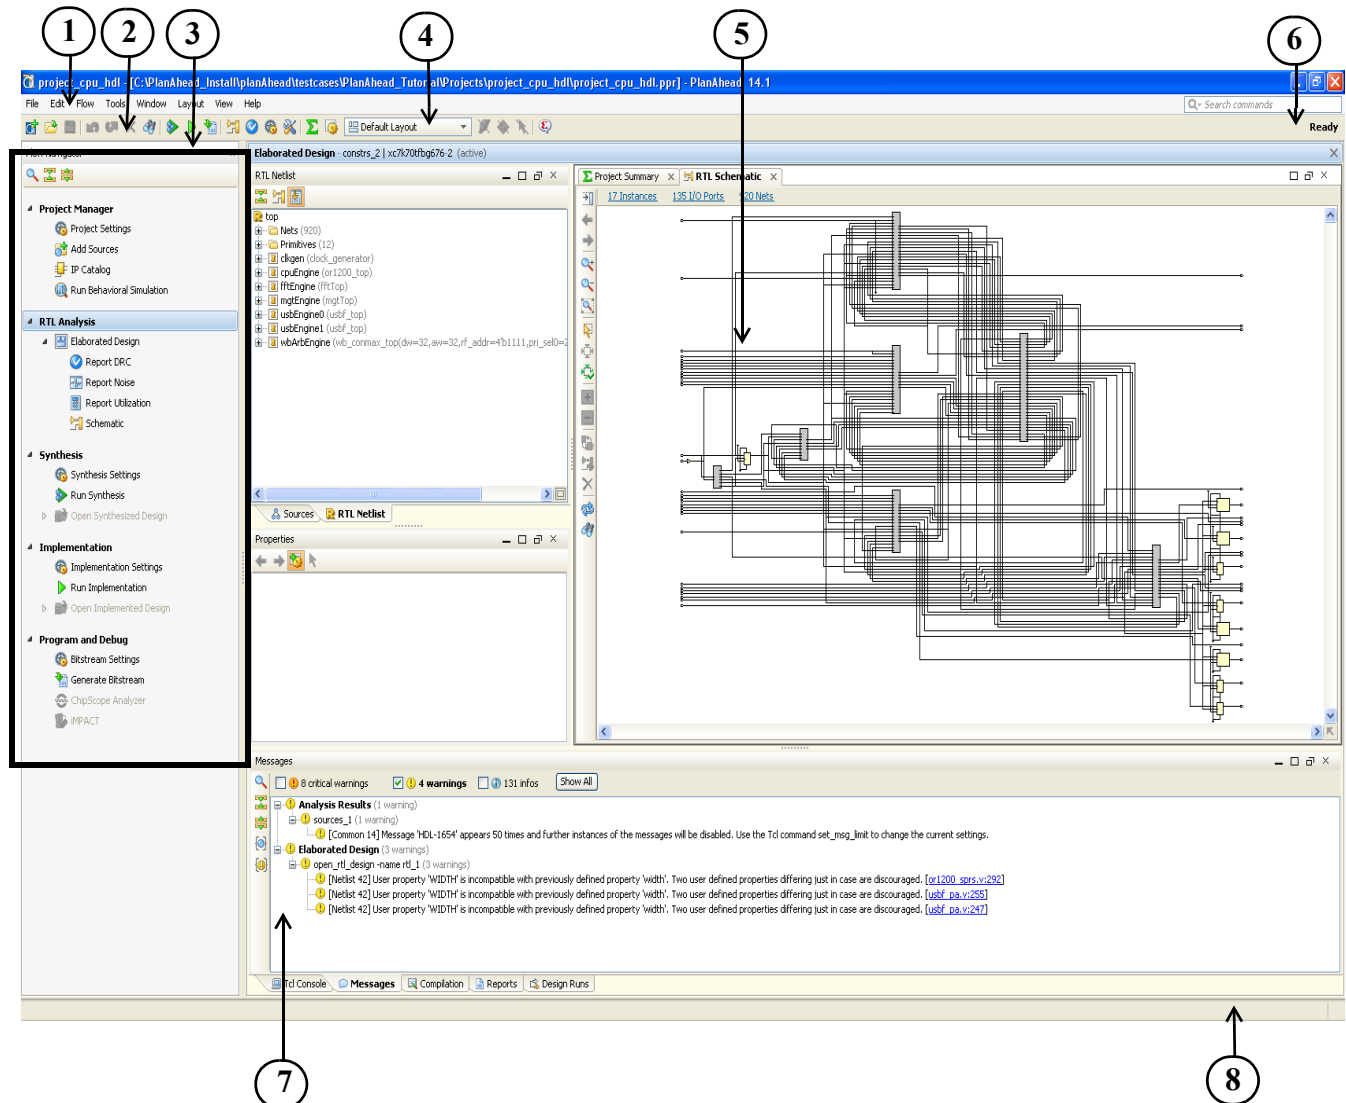 1 2 3 4 5 6
project_cpu_hdl - [C:\PlanAhead_Install\planAhead\testcases\PlanAhead_Tutorial\Projects\project_cpu_hdl\project_cpu_hdl.ppr] - PlanAhead 14.1
File Edit Flow Tools Window Layout View Help
Search commands
Default Layout
Ready
Elaborated Design - constrs_2 | xc7k70tfbg676-2 (active)
Project Manager
Project Settings
Add Sources
IP Catalog
Run Behavioral Simulation
RTL Analysis
Elaborated Design
Report DRC
Report Noise
Report Utilization
Schematic
Synthesis
Synthesis Settings
Run Synthesis
Open Synthesized Design
Implementation
Implementation Settings
Run Implementation
Open Implemented Design
Program and Debug
Bitstream Settings
Generate Bitstream
ChipScope Analyzer
iMPACT
RTL Netlist
top
Nets (920)
Primitives (12)
clkgen (clock_generator)
cpuEngine (or1200_top)
fftEngine (fftTop)
mgtEngine (mgtTop)
usbEngine0 (usbf_top)
usbEngine1 (usbf_top)
wbArbEngine (wb_conmax_top(dw=32,aw=32,rf_addr=4'b1111,pri_sel0=2
Sources RTL Netlist
Properties
Project Summary RTL Schematic
17 Instances 135 I/O Ports 920 Nets
Messages
8 critical warnings 4 warnings 131 infos Show All
Analysis Results (1 warning)
sources_1 (1 warning)
[Common 14] Message 'HDL-1654' appears 50 times and further instances of the messages will be disabled. Use the Tcl command set_msg_limit to change the current settings.
Elaborated Design (3 warnings)
open_rtl_design -name rtl_1 (3 warnings)
[Netlist 42] User property 'WIDTH' is incompatible with previously defined property 'width'. Two user defined properties differing just in case are discouraged. [or1200_sprs.v:292]
[Netlist 42] User property 'WIDTH' is incompatible with previously defined property 'width'. Two user defined properties differing just in case are discouraged. [usbf_pa.v:255]
[Netlist 42] User property 'WIDTH' is incompatible with previously defined property 'width'. Two user defined properties differing just in case are discouraged. [usbf_pa.v:247]
Tcl Console Messages Compilation Reports Design Runs
7 8